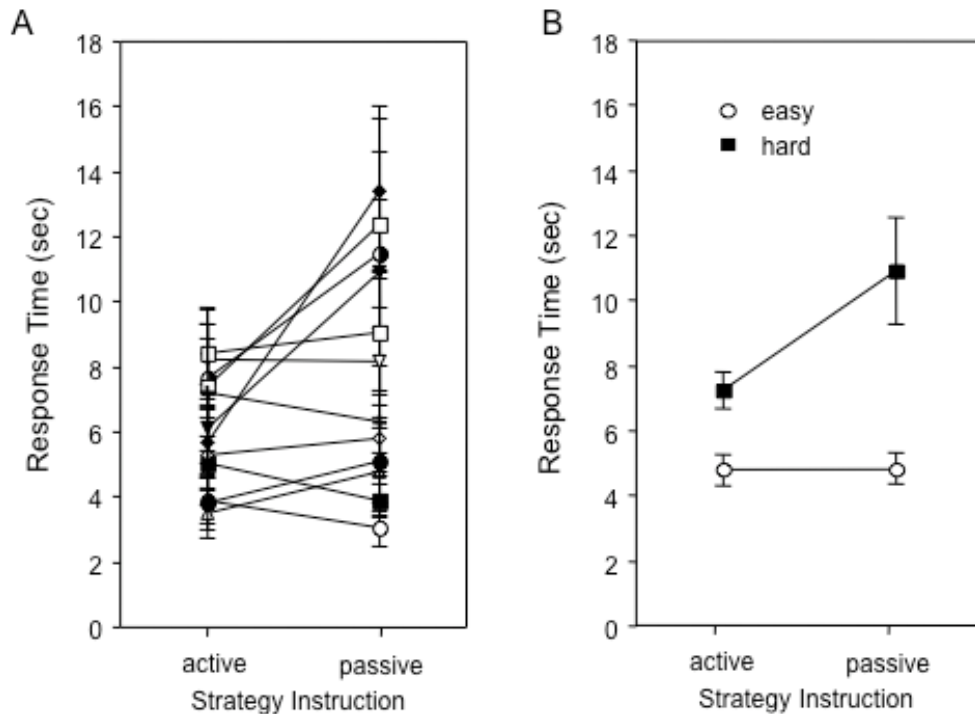 A
18
16
14
12
10
8
6
4
2
0
Response Time (sec)
active passive
Strategy Instruction
B
18
16
14
12
10
8
6
4
2
0
Response Time (sec)
easy
hard
active passive
Strategy Instruction